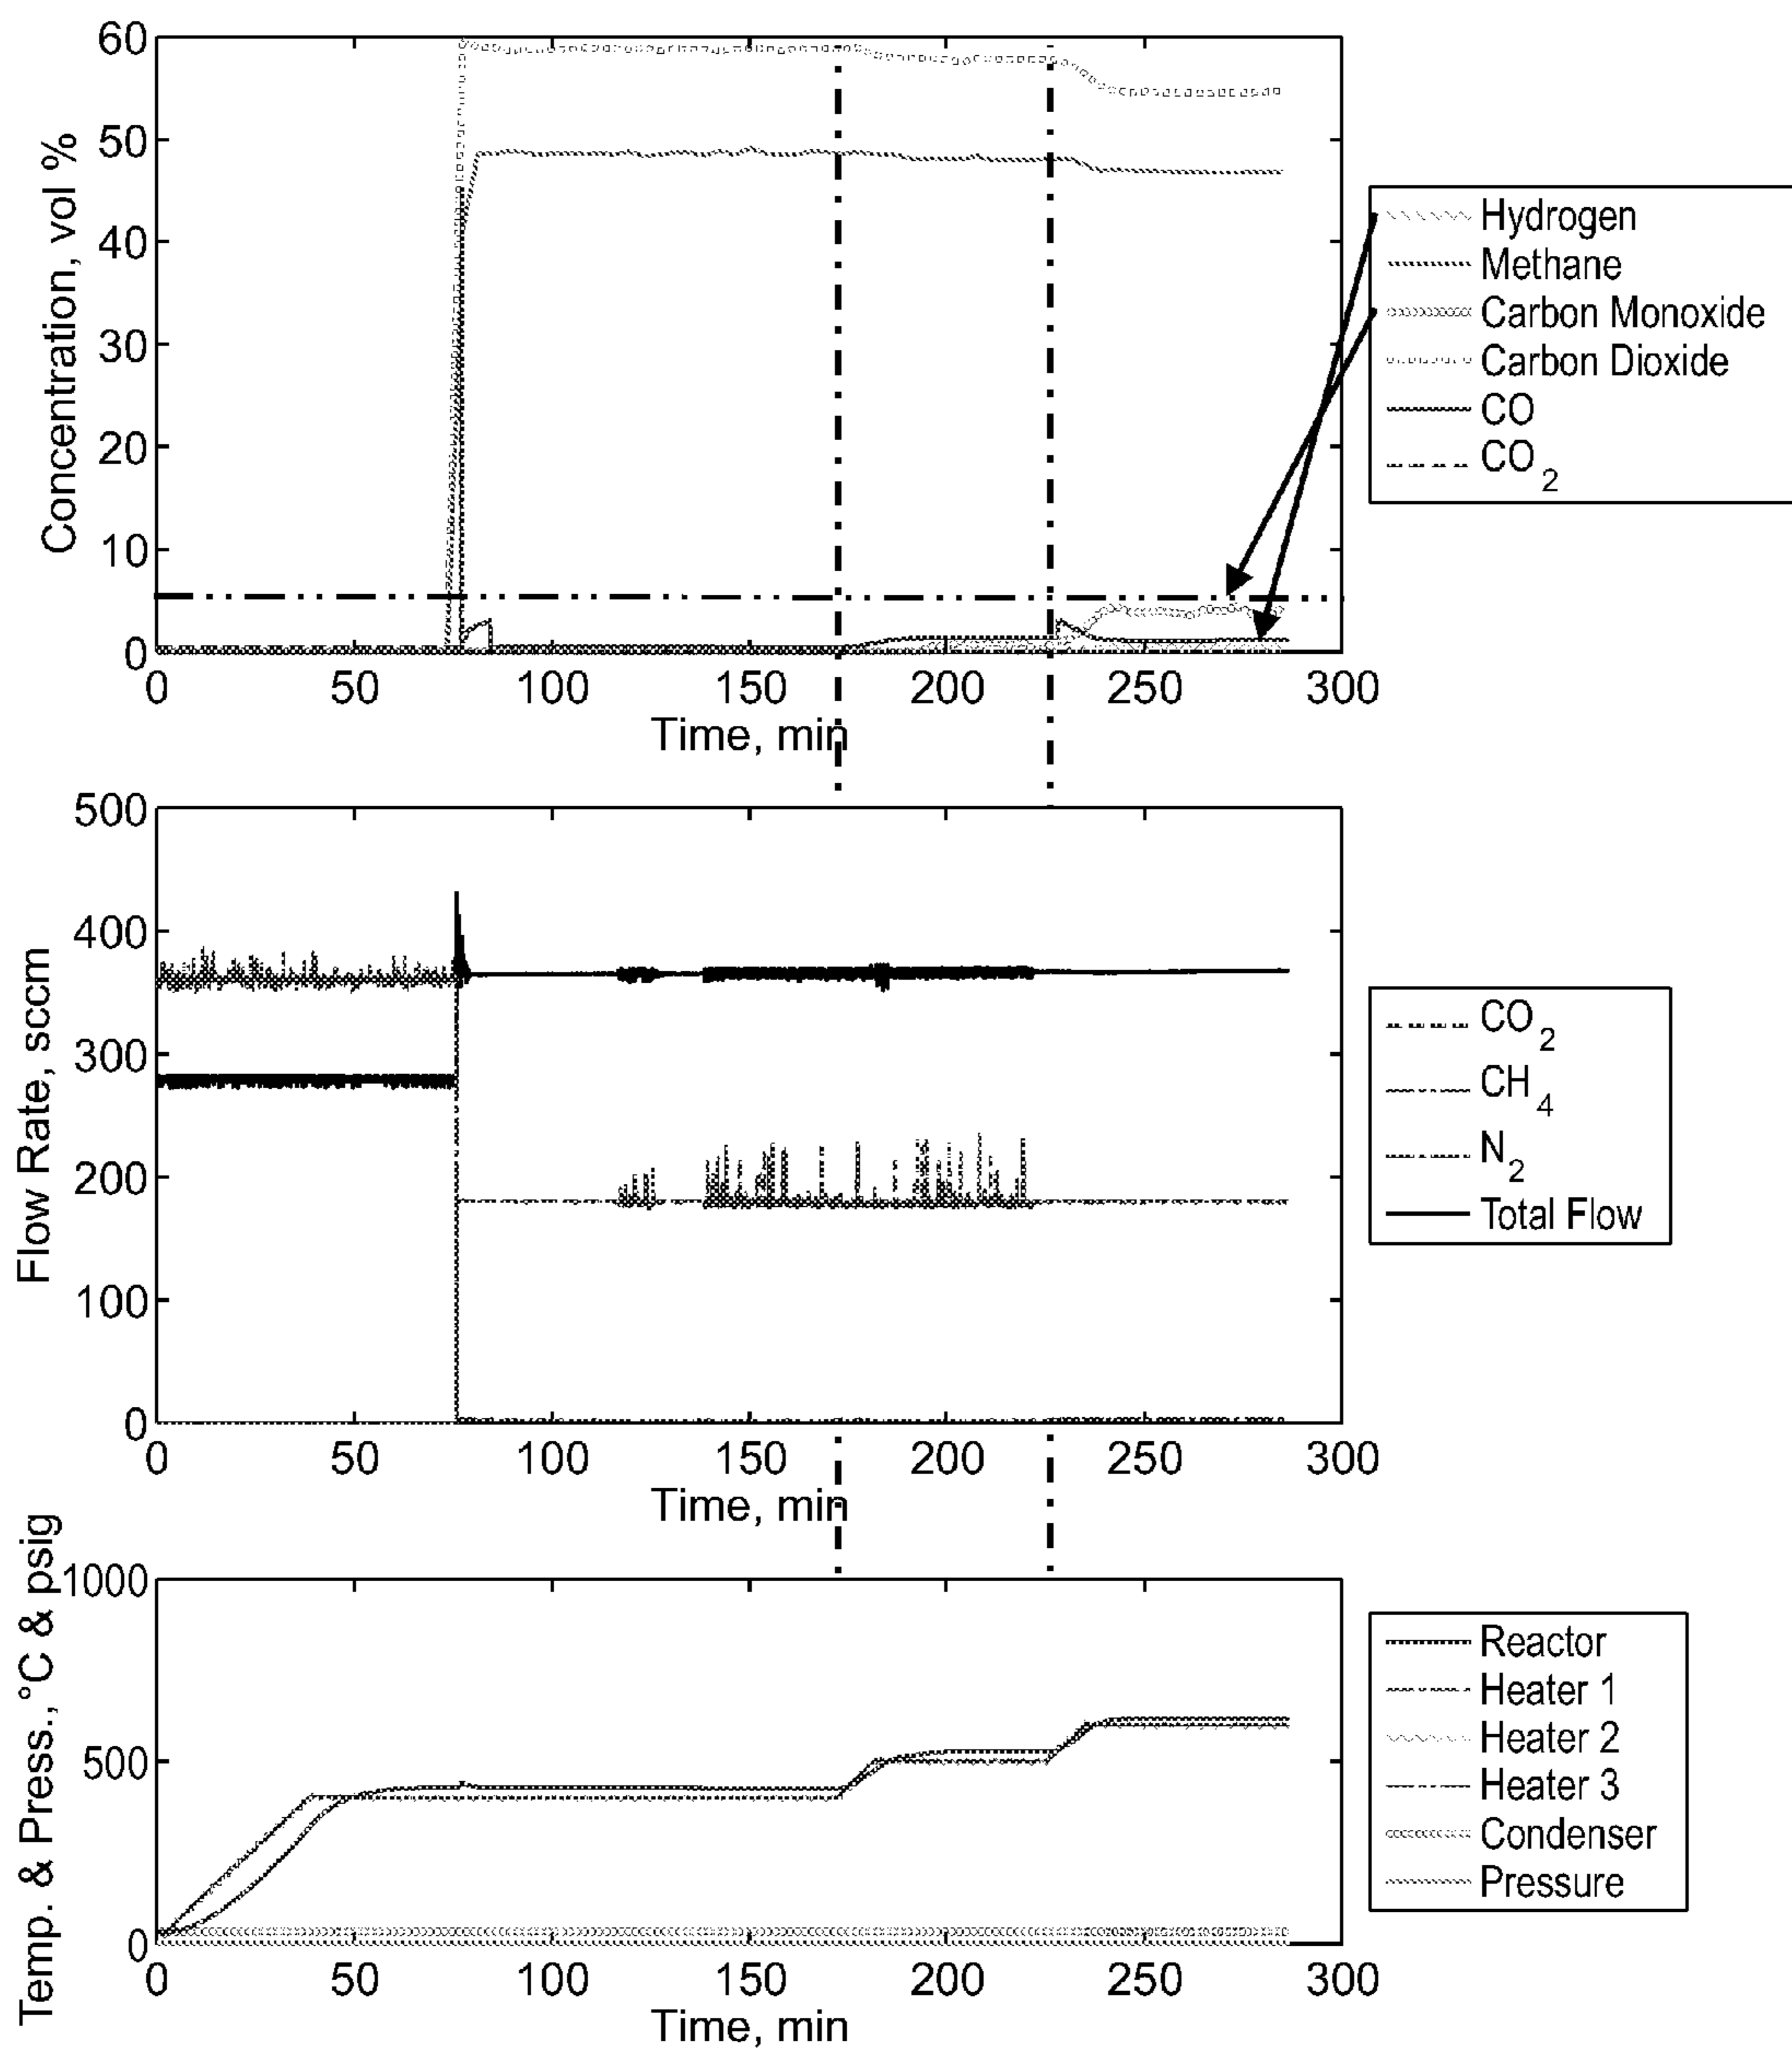 60
50
40
30
20
10
0
Concentration, vol %
0 50 100 150 200 250 300
Time, min
Hydrogen
Methane
Carbon Monoxide
Carbon Dioxide
CO
CO2
500
400
300
200
100
0
Flow Rate, sccm
0 50 100 150 200 250 300
Time, min
CO2
CH4
N2
Total Flow
1000
500
0
Temp. & Press.,°C & psig
0 50 100 150 200 250 300
Time, min
Reactor
Heater 1
Heater 2
Heater 3
Condenser
Pressure